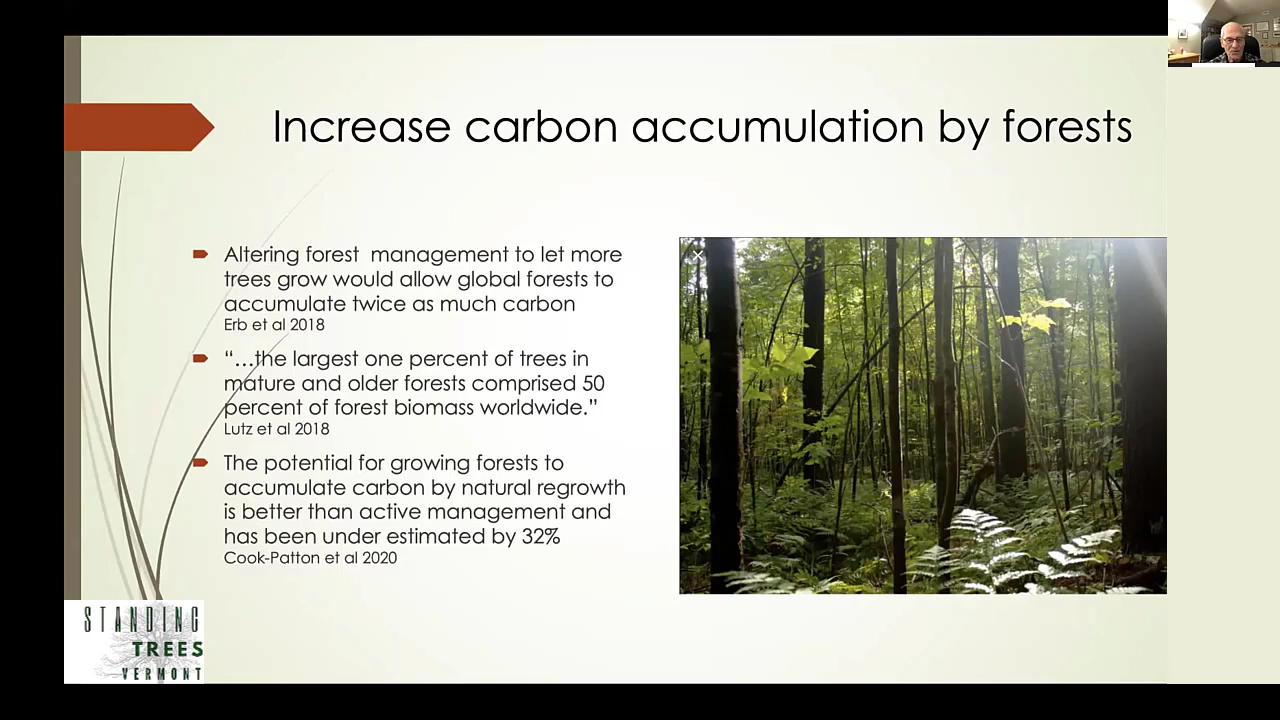 Increase carbon accumulation by forests
Altering forest management to let more
trees grow would allow global forests to
accumulate twice as much carbon
Erb et al 2018
“...the largest one percent of trees in
mature and older forests comprised 50
percent of forest biomass worldwide.”
Lutz et al 2018
The potential for growing forests to
accumulate carbon by natural regrowth
is better than active management and
has been under estimated by 32%
Cook-Patton et al 2020
STANDING
TREES
VERMONT